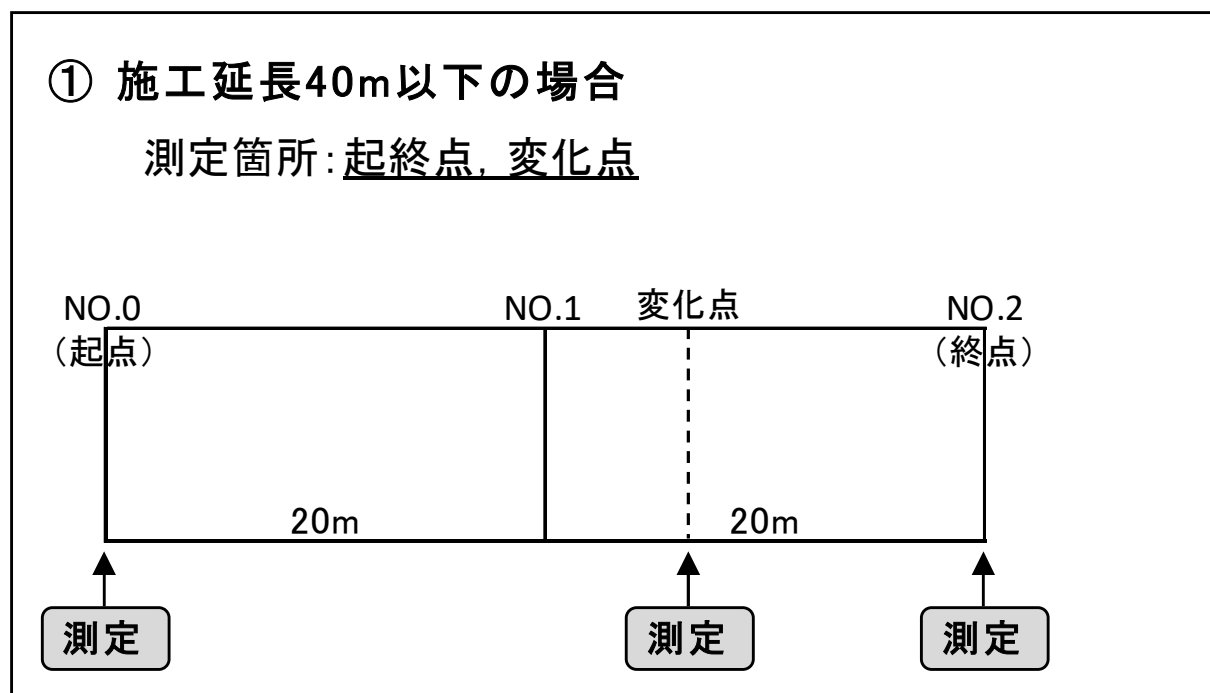 ① 施工延長40m以下の場合
測定箇所:起終点, 変化点
NO.0 NO.1 変化点 NO.2
(起点) (終点)
20m 20m
測定 測定 測定